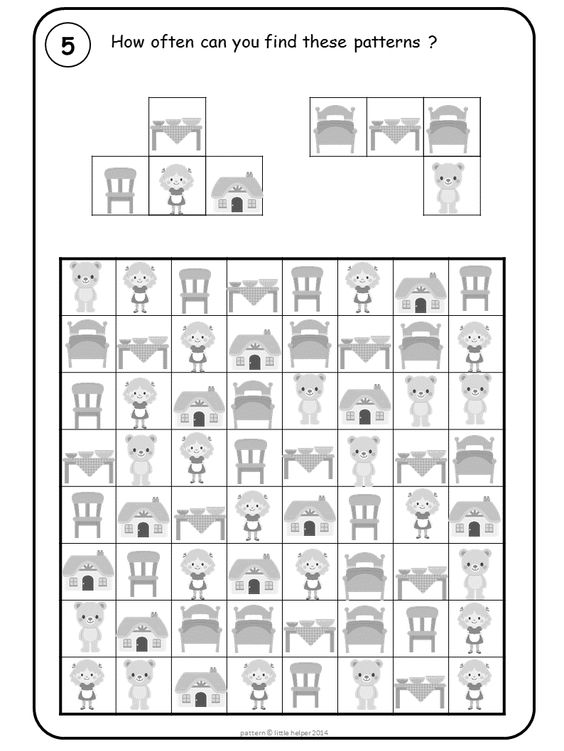 5
How often can you find these patterns ?
pattern © little helper 2014